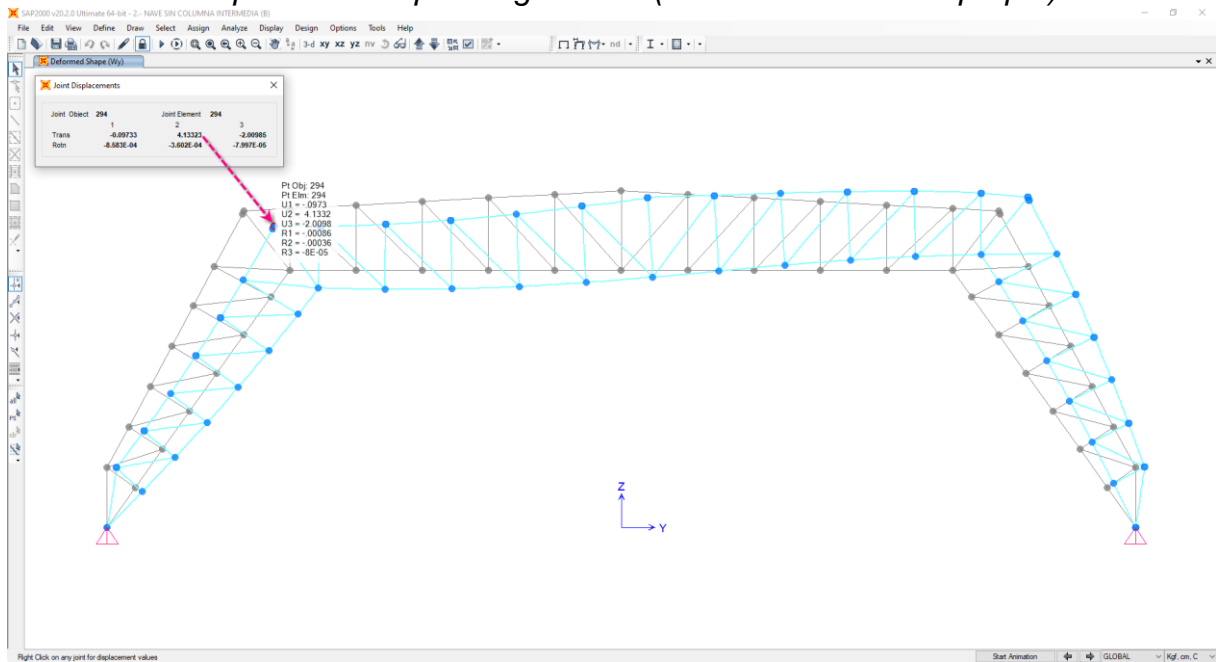 SAP2000 v20.2.0 Ultimate 64-bit - 2.- NAVE SIN COLUMNA INTERMEDIA (B)
File Edit View Define Draw Select Assign Analyze Display Design Options Tools Help
3-d xy xz yz nv
nd
Deformed Shape (Wy)
Joint Displacements
Joint Object 294 Joint Element 294
1 2 3
Trans -0.09733 4.13323 -2.00985
Rotn -8.583E-04 -3.602E-04 -7.997E-05
Pt Obj: 294
Pt Elm: 294
U1 = -.0973
U2 = 4.1332
U3 = -2.0098
R1 = -.00086
R2 = -.00036
R3 = -8E-05
Z
Y
Right Click on any joint for displacement values
Start Animation GLOBAL Kgf, cm, C